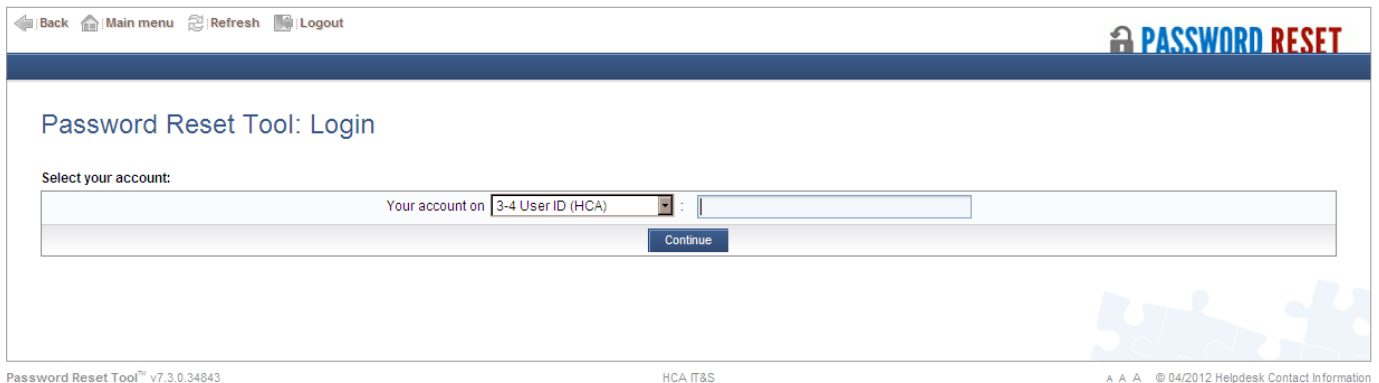 Back Main menu Refresh Logout
PASSWORD RESET
Password Reset Tool: Login
Select your account:
Your account on 3-4 User ID (HCA) :
Continue
Password Reset Tool™ v7.3.0.34843 HCA IT&S A A A © 04/2012 Helpdesk Contact Information